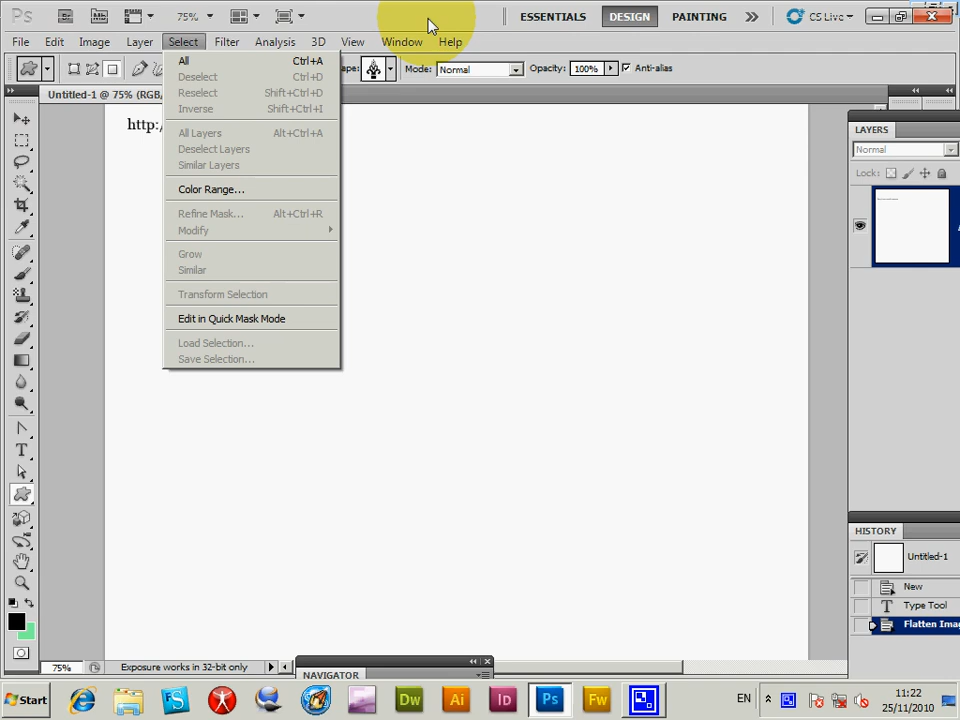 Ps Br Mb 75% ESSENTIALS DESIGN PAINTING CS Live
File Edit Image Layer Select Filter Analysis 3D View Window Help
Mode: Normal Opacity: 100% Anti-alias
Untitled-1 @ 75% (RGB/
http:/
All Ctrl+A
Deselect Ctrl+D
Reselect Shift+Ctrl+D
Inverse Shift+Ctrl+I
All Layers Alt+Ctrl+A
Deselect Layers
Similar Layers
Color Range...
Refine Mask... Alt+Ctrl+R
Modify
Grow
Similar
Transform Selection
Edit in Quick Mask Mode
Load Selection...
Save Selection...
LAYERS
Normal
Lock:
HISTORY
Untitled-1
New
T Type Tool
Flatten Imag
75% Exposure works in 32-bit only
NAVIGATOR
Start Dw Ai Id Ps Fw EN 11:22
25/11/2010